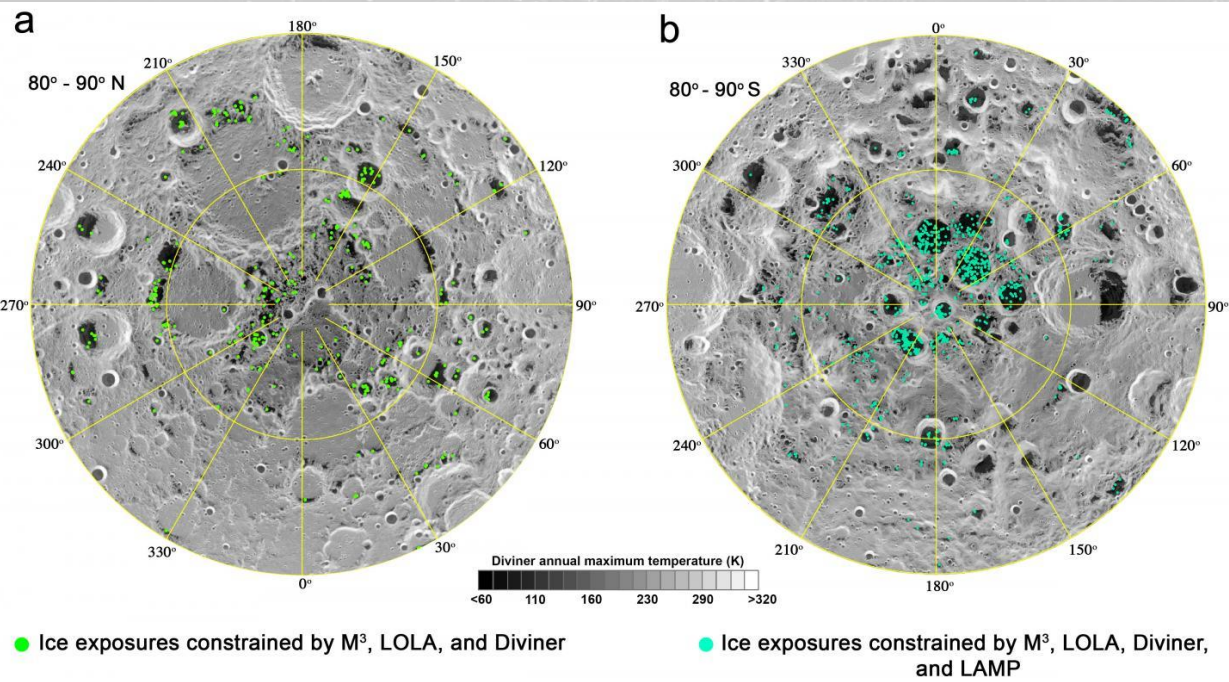 a
80° - 90° N
180°
150°
120°
90°
60°
30°
0°
330°
300°
270°
240°
210°
b
80° - 90° S
0°
30°
60°
90°
120°
150°
180°
210°
240°
270°
300°
330°
Diviner annual maximum temperature (K)
<60 110 160 230 290 >320
Ice exposures constrained by M³, LOLA, and Diviner
Ice exposures constrained by M³, LOLA, Diviner,
and LAMP